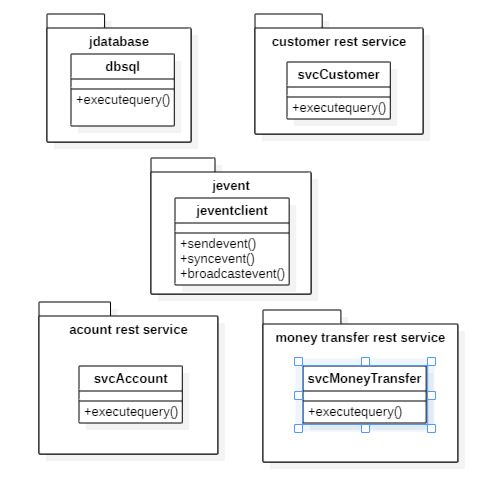 jdatabase
dbsql
+executequery()
customer rest service
svcCustomer
+executequery()
jevent
jeventclient
+sendevent()
+syncevent()
+broadcastevent()
acount rest service
svcAccount
+executequery()
money transfer rest service
svcMoneyTransfer
+executequery()